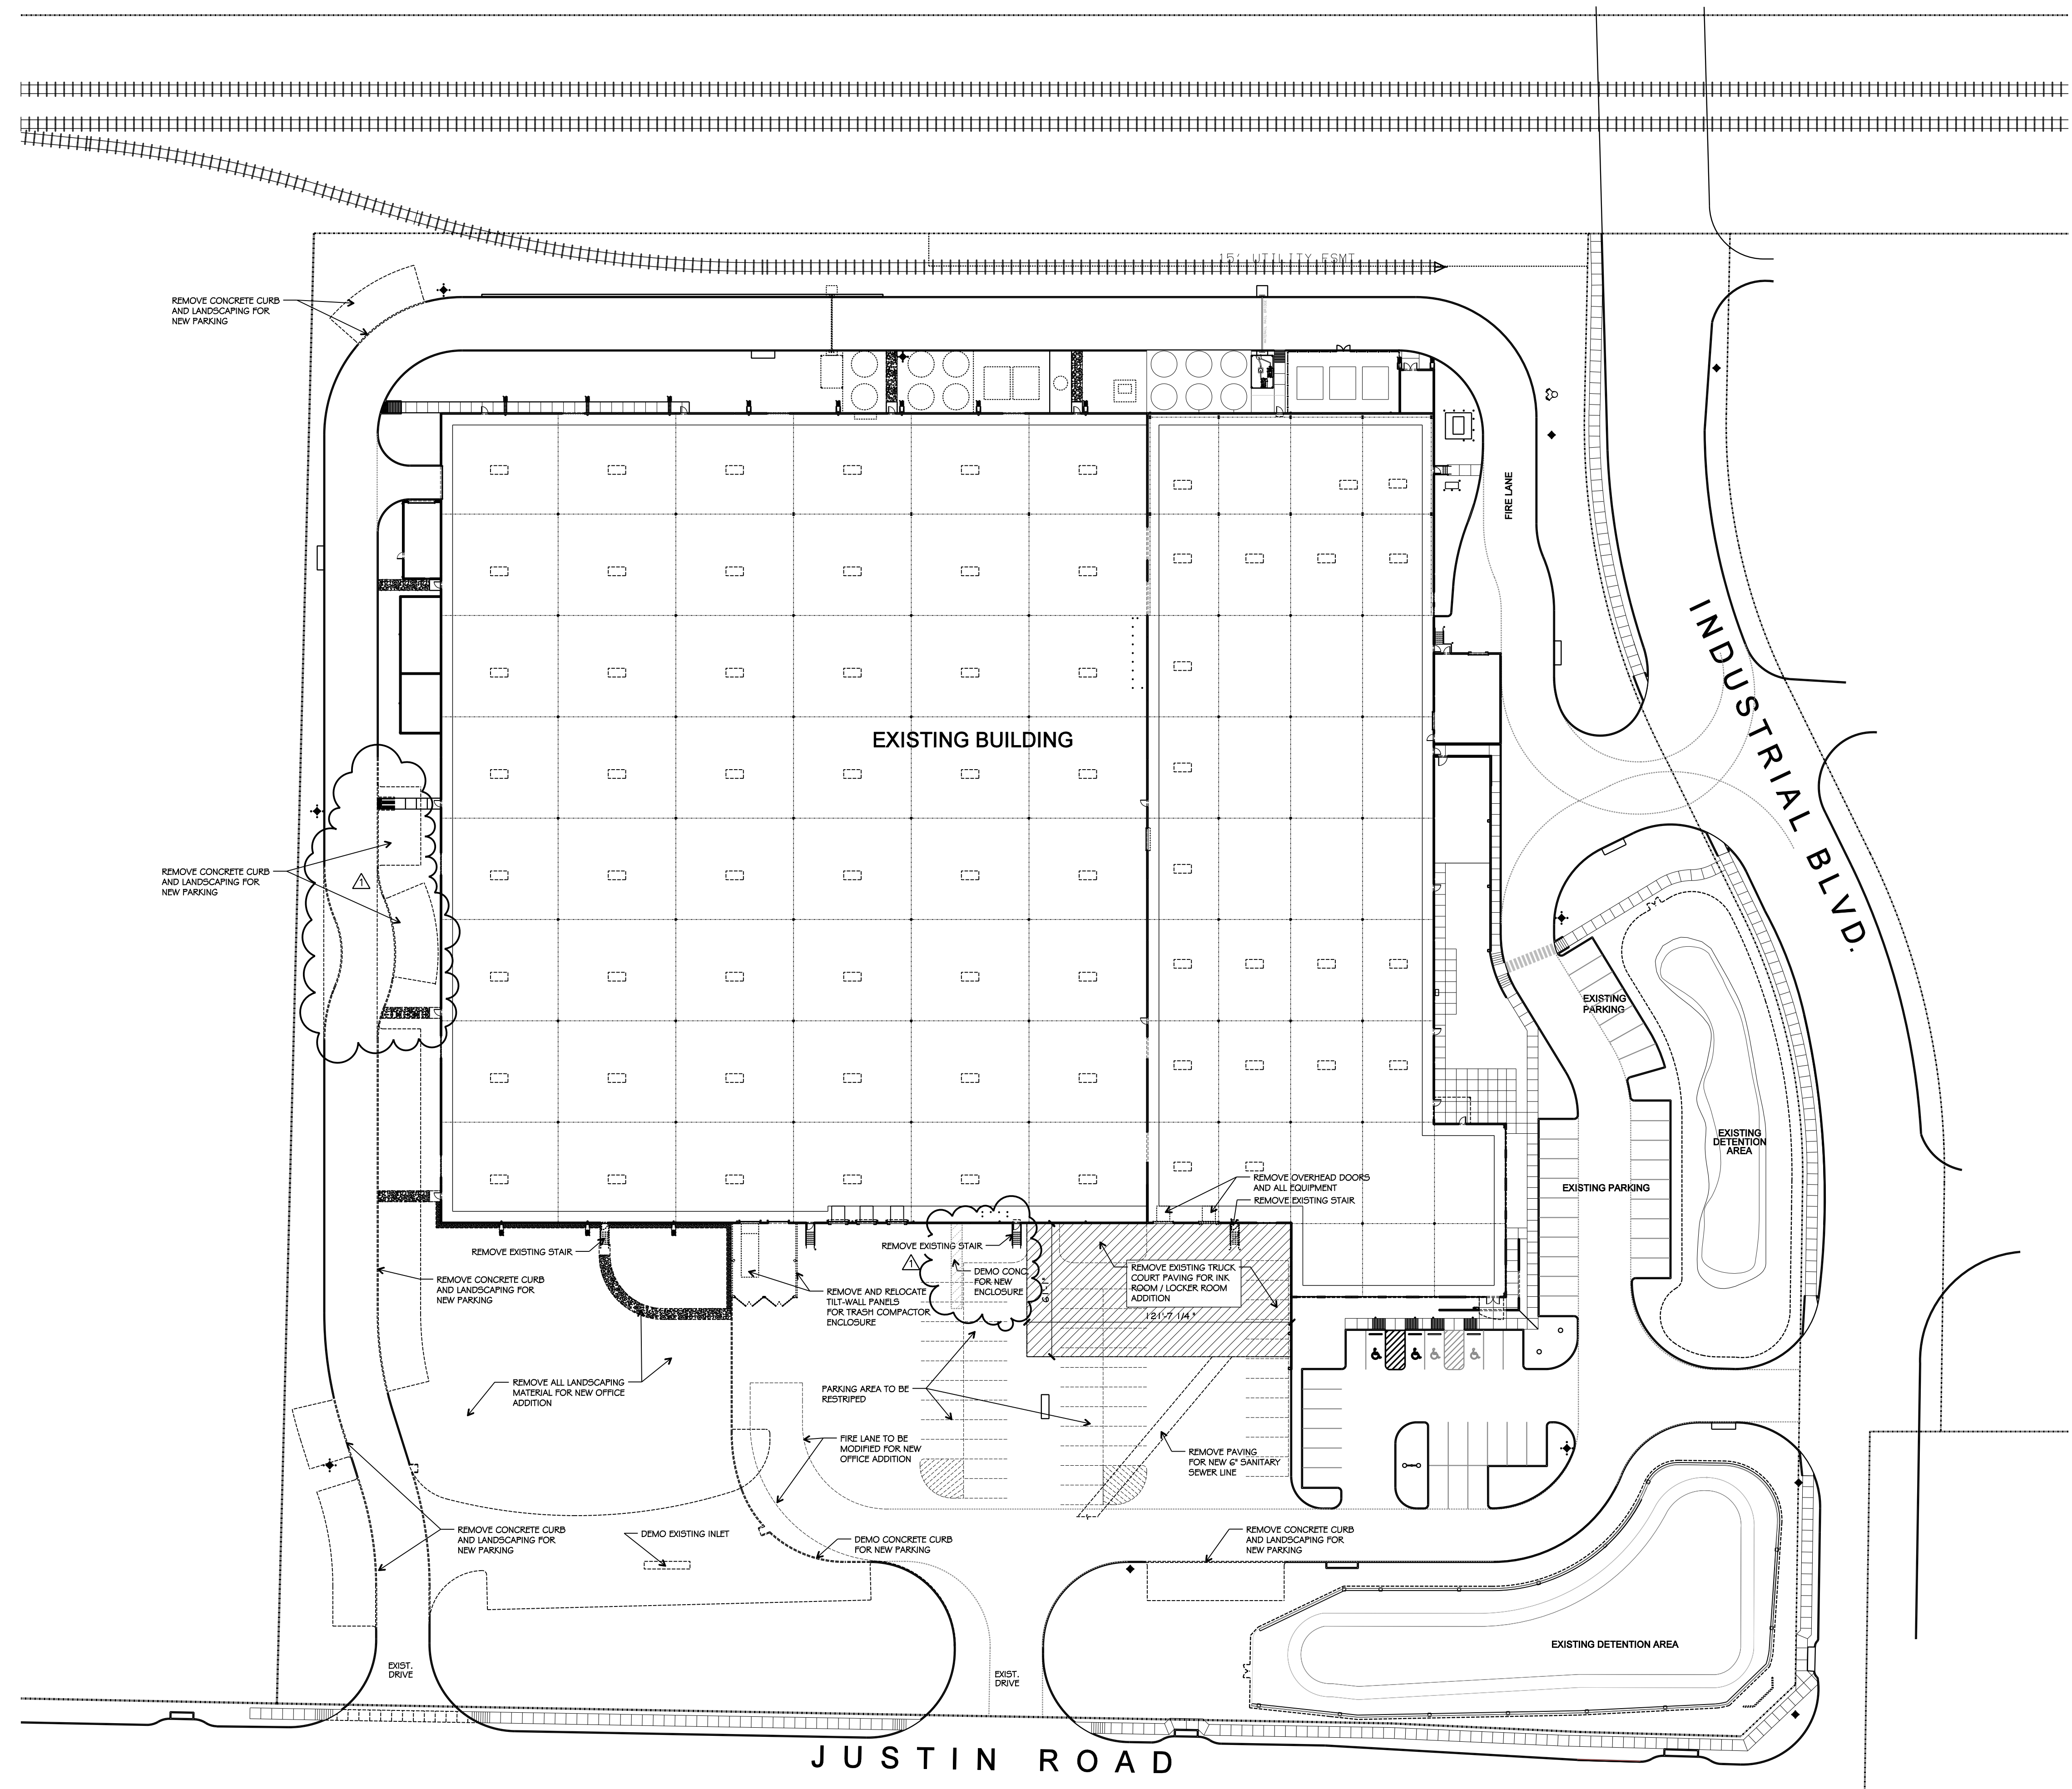 15' UTILITY ESMT.
REMOVE CONCRETE CURB
AND LANDSCAPING FOR
NEW PARKING
FIRE LANE
INDUSTRIAL BLVD.
EXISTING BUILDING
REMOVE CONCRETE CURB
AND LANDSCAPING FOR
NEW PARKING
1
EXISTING
PARKING
EXISTING
DETENTION
AREA
EXISTING PARKING
REMOVE OVERHEAD DOORS
AND ALL EQUIPMENT
REMOVE EXISTING STAIR
REMOVE EXISTING STAIR
REMOVE EXISTING STAIR
1
DEMO CONC.
FOR NEW
ENCLOSURE
61'-1"
REMOVE EXISTING TRUCK
COURT PAVING FOR INK
ROOM / LOCKER ROOM
ADDITION
121'-7 1/4"
REMOVE CONCRETE CURB
AND LANDSCAPING FOR
NEW PARKING
REMOVE AND RELOCATE
TILT-WALL PANELS
FOR TRASH COMPACTOR
ENCLOSURE
REMOVE ALL LANDSCAPING
MATERIAL FOR NEW OFFICE
ADDITION
PARKING AREA TO BE
RESTRIPED
FIRE LANE TO BE
MODIFIED FOR NEW
OFFICE ADDITION
REMOVE PAVING
FOR NEW 6" SANITARY
SEWER LINE
REMOVE CONCRETE CURB
AND LANDSCAPING FOR
NEW PARKING
DEMO EXISTING INLET
DEMO CONCRETE CURB
FOR NEW PARKING
REMOVE CONCRETE CURB
AND LANDSCAPING FOR
NEW PARKING
EXISTING DETENTION AREA
EXIST.
DRIVE
EXIST.
DRIVE
JUSTIN ROAD